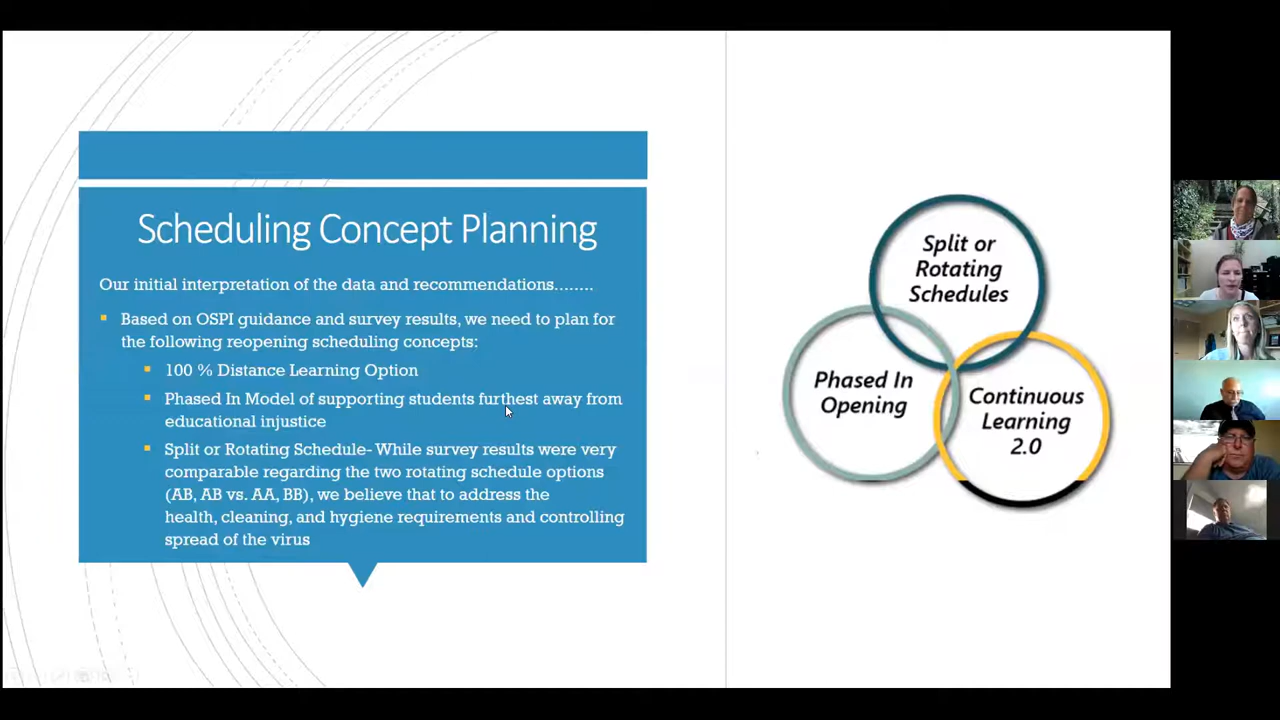 Scheduling Concept Planning
Our initial interpretation of the data and recommendations........
Based on OSPI guidance and survey results, we need to plan for
the following reopening scheduling concepts:
100 % Distance Learning Option
Phased In Model of supporting students furthest away from
educational injustice
Split or Rotating Schedule- While survey results were very
comparable regarding the two rotating schedule options
(AB, AB vs. AA, BB), we believe that to address the
health, cleaning, and hygiene requirements and controlling
spread of the virus
Split or
Rotating
Schedules
Phased In
Opening
Continuous
Learning
2.0